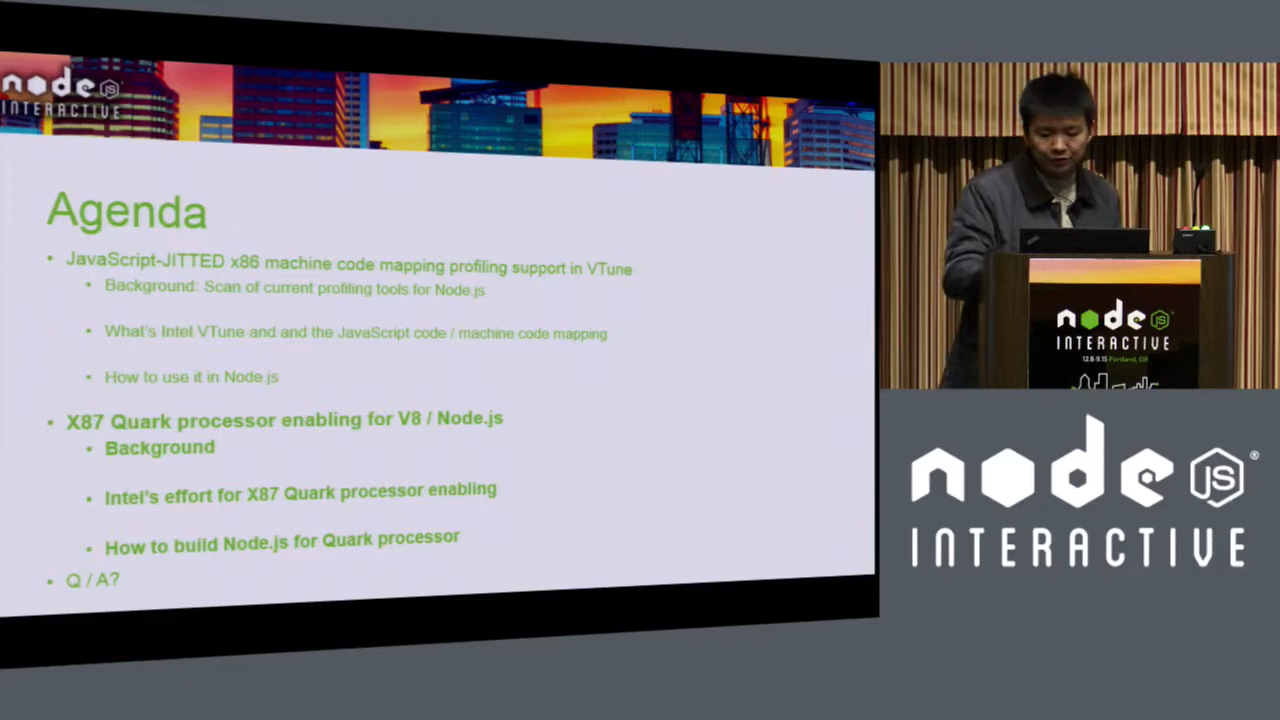 node JS
INTERACTIVE
Agenda
• JavaScript-JITTED x86 machine code mapping profiling support in VTune
• Background: Scan of current profiling tools for Node.js
• What's Intel VTune and and the JavaScript code / machine code mapping
• How to use it in Node.js
• X87 Quark processor enabling for V8 / Node.js
• Background
• Intel's effort for X87 Quark processor enabling
• How to build Node.js for Quark processor
• Q / A?
node JS
INTERACTIVE
node JS ®
INTERACTIVE